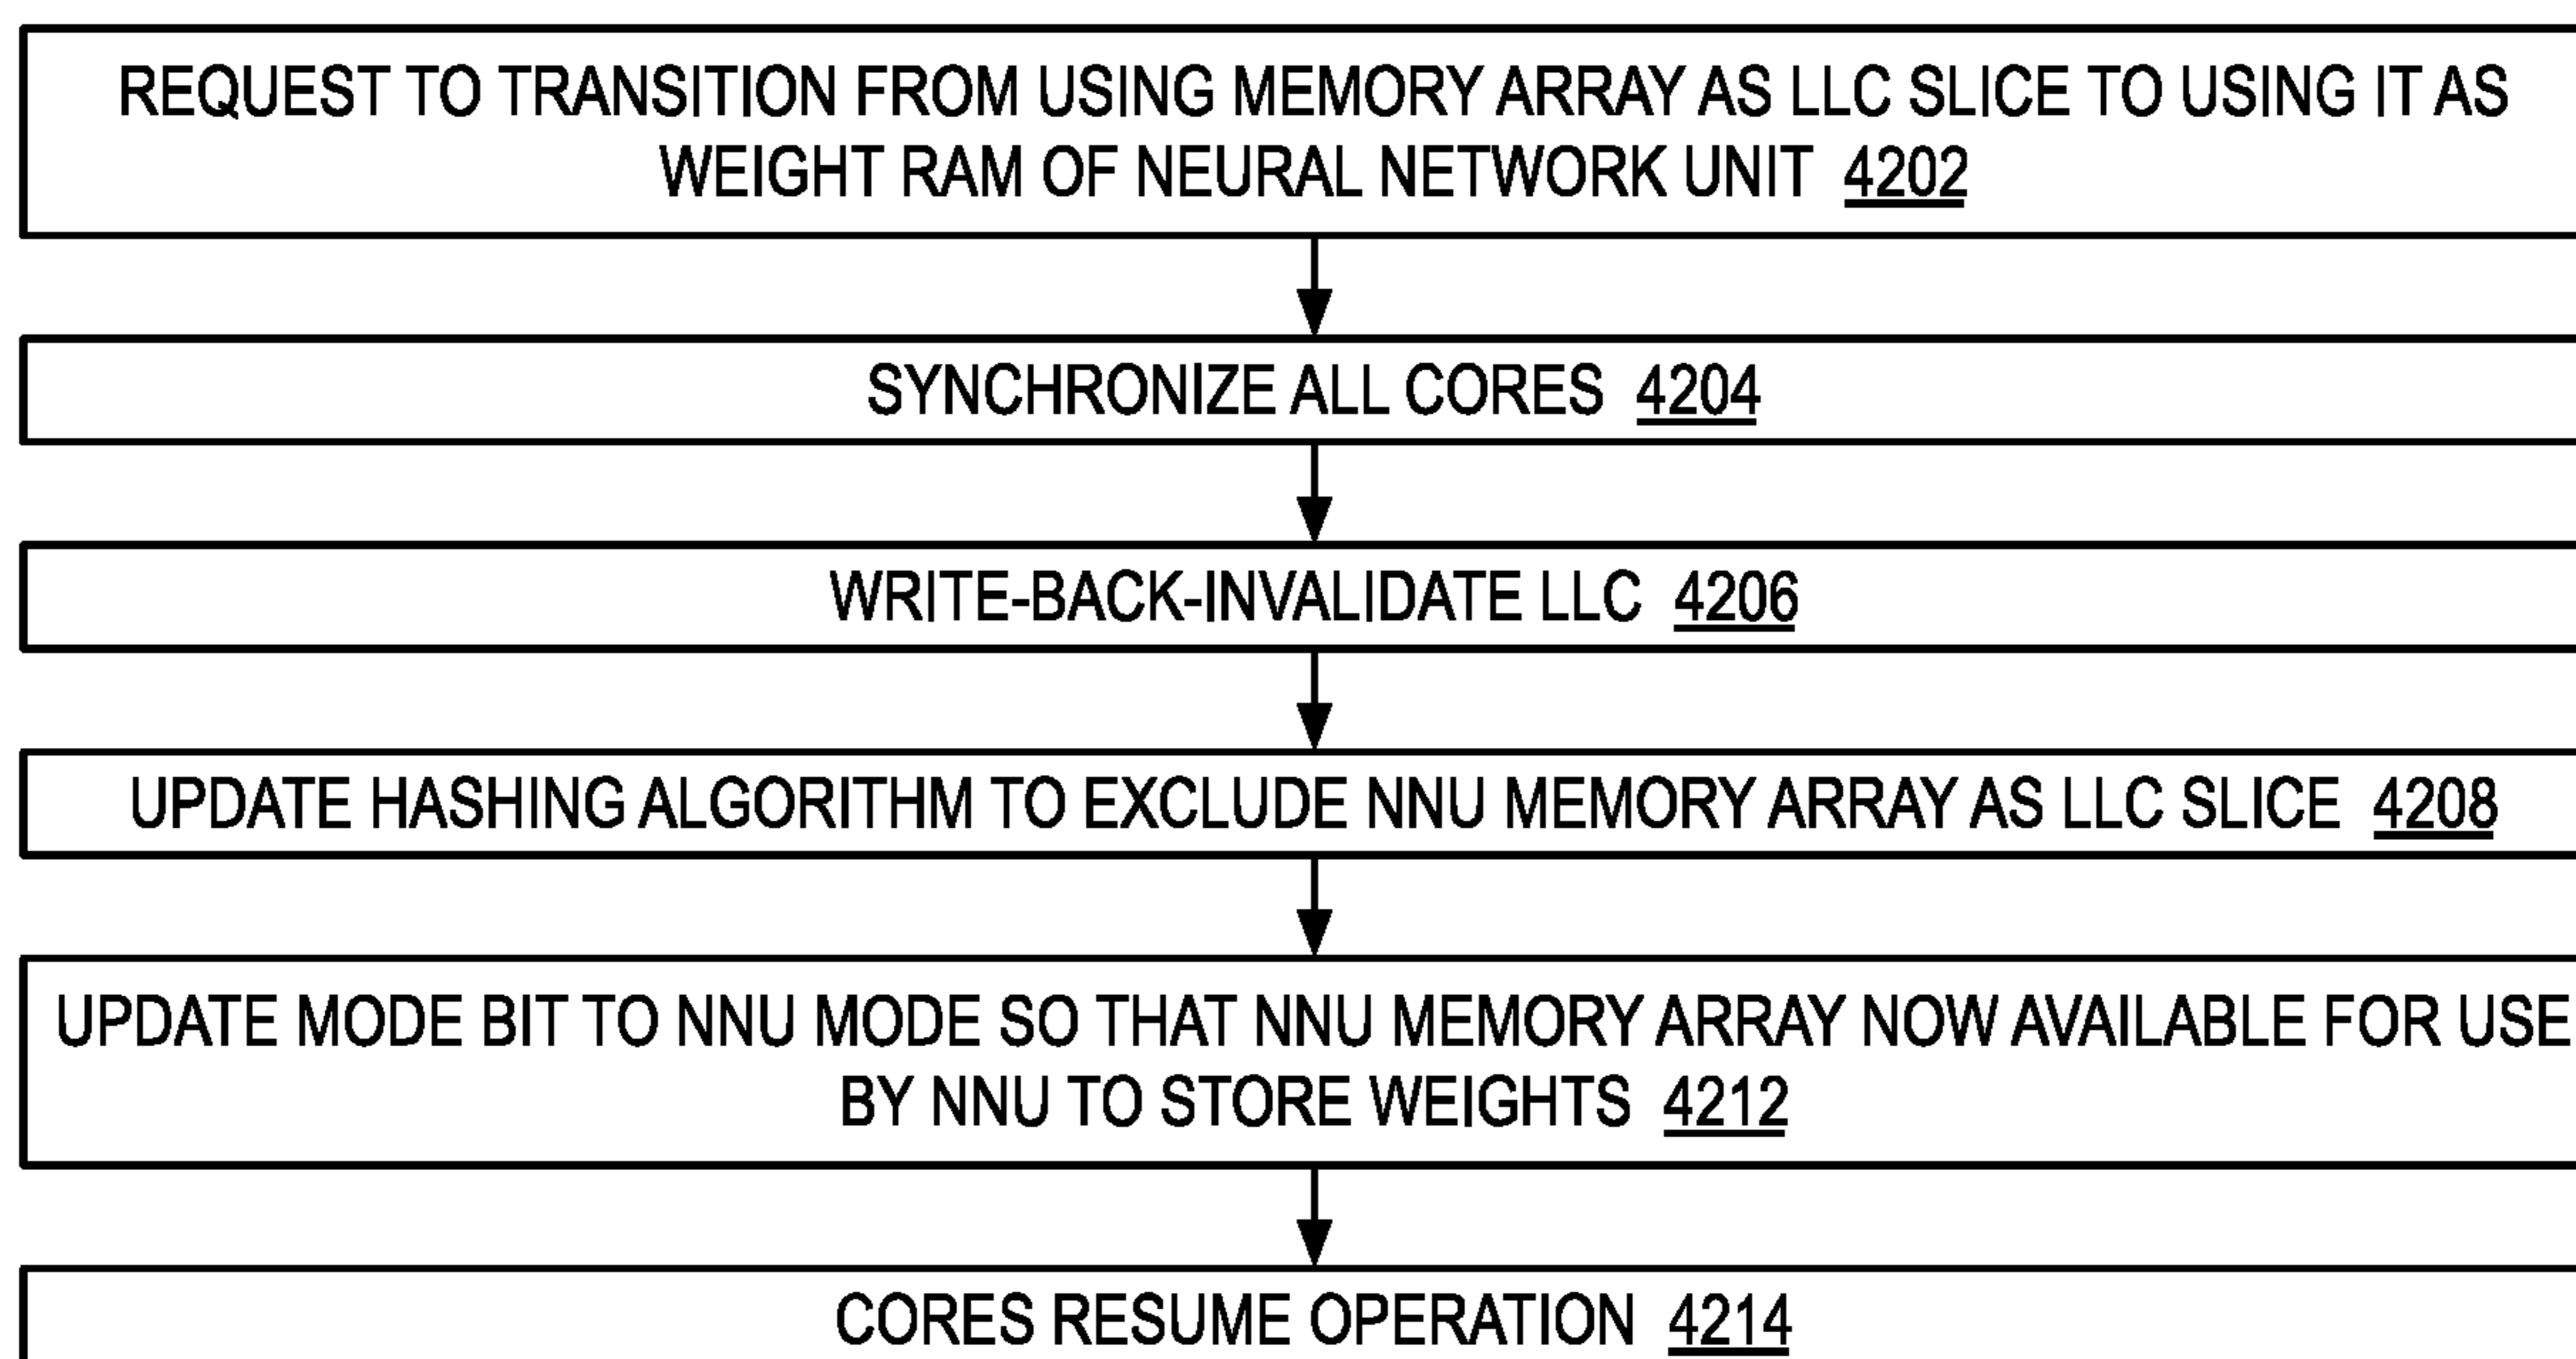 REQUEST TO TRANSITION FROM USING MEMORY ARRAY AS LLC SLICE TO USING IT AS
WEIGHT RAM OF NEURAL NETWORK UNIT 4202
SYNCHRONIZE ALL CORES 4204
WRITE-BACK-INVALIDATE LLC 4206
UPDATE HASHING ALGORITHM TO EXCLUDE NNU MEMORY ARRAY AS LLC SLICE 4208
UPDATE MODE BIT TO NNU MODE SO THAT NNU MEMORY ARRAY NOW AVAILABLE FOR USE
BY NNU TO STORE WEIGHTS 4212
CORES RESUME OPERATION 4214